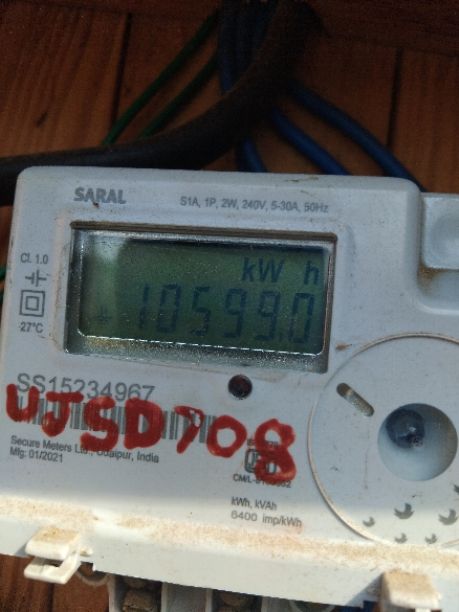 SARAL
S1A, 1P, 2W, 240V, 5-30A, 50Hz
Cl. 1.0
27°C
kW h
10599.0
SS15234967
UJSD708
Secure Meters Ltd., Udaipur, India
Mfg: 01/2021
kWh, kVAh
6400 imp/kWh